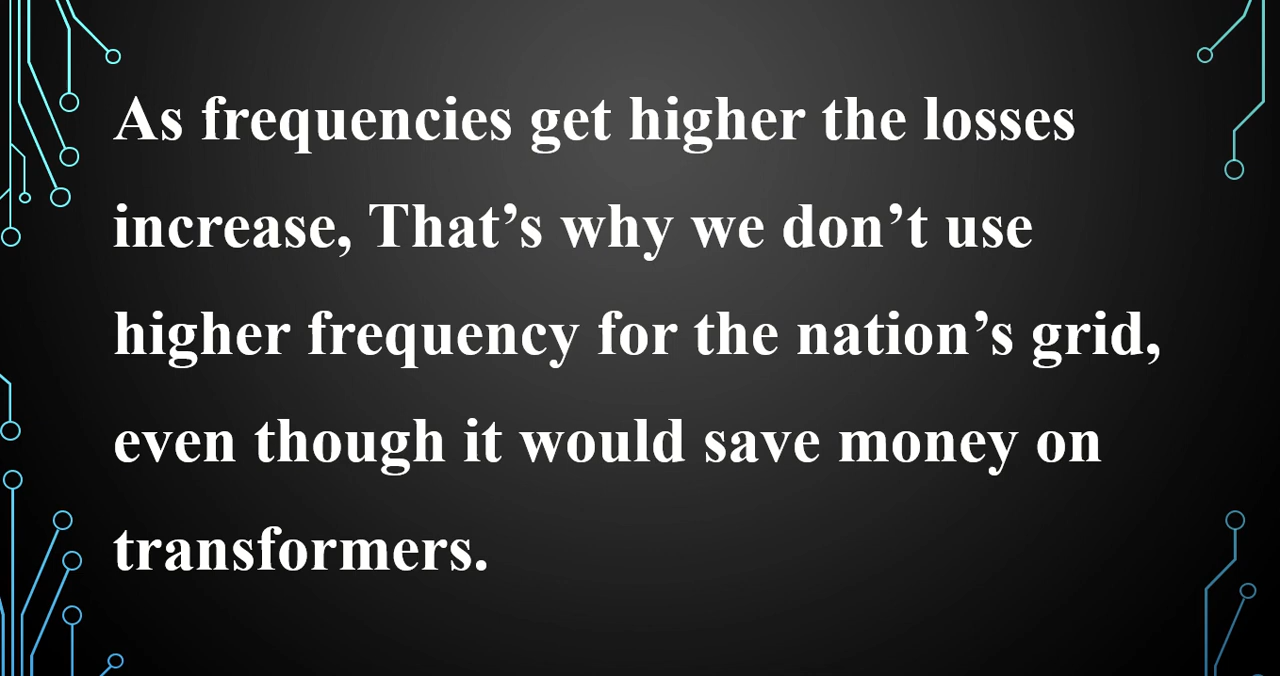 As frequencies get higher the losses
increase, That’s why we don’t use
higher frequency for the nation’s grid,
even though it would save money on
transformers.